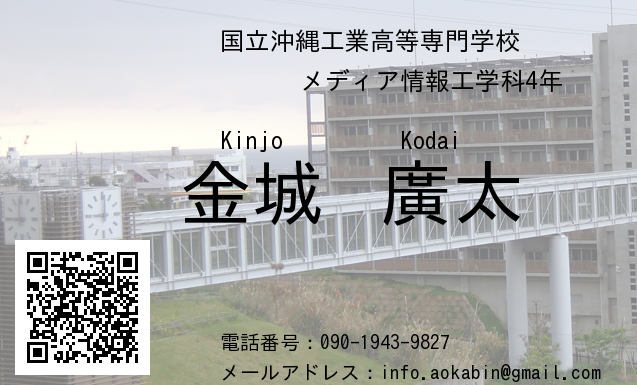 国立沖縄工業高等専門学校
メディア情報工学科4年
Kinjo Kodai
金城 廣太
電話番号：090-1943-9827
メールアドレス：info.aokabin@gmail.com